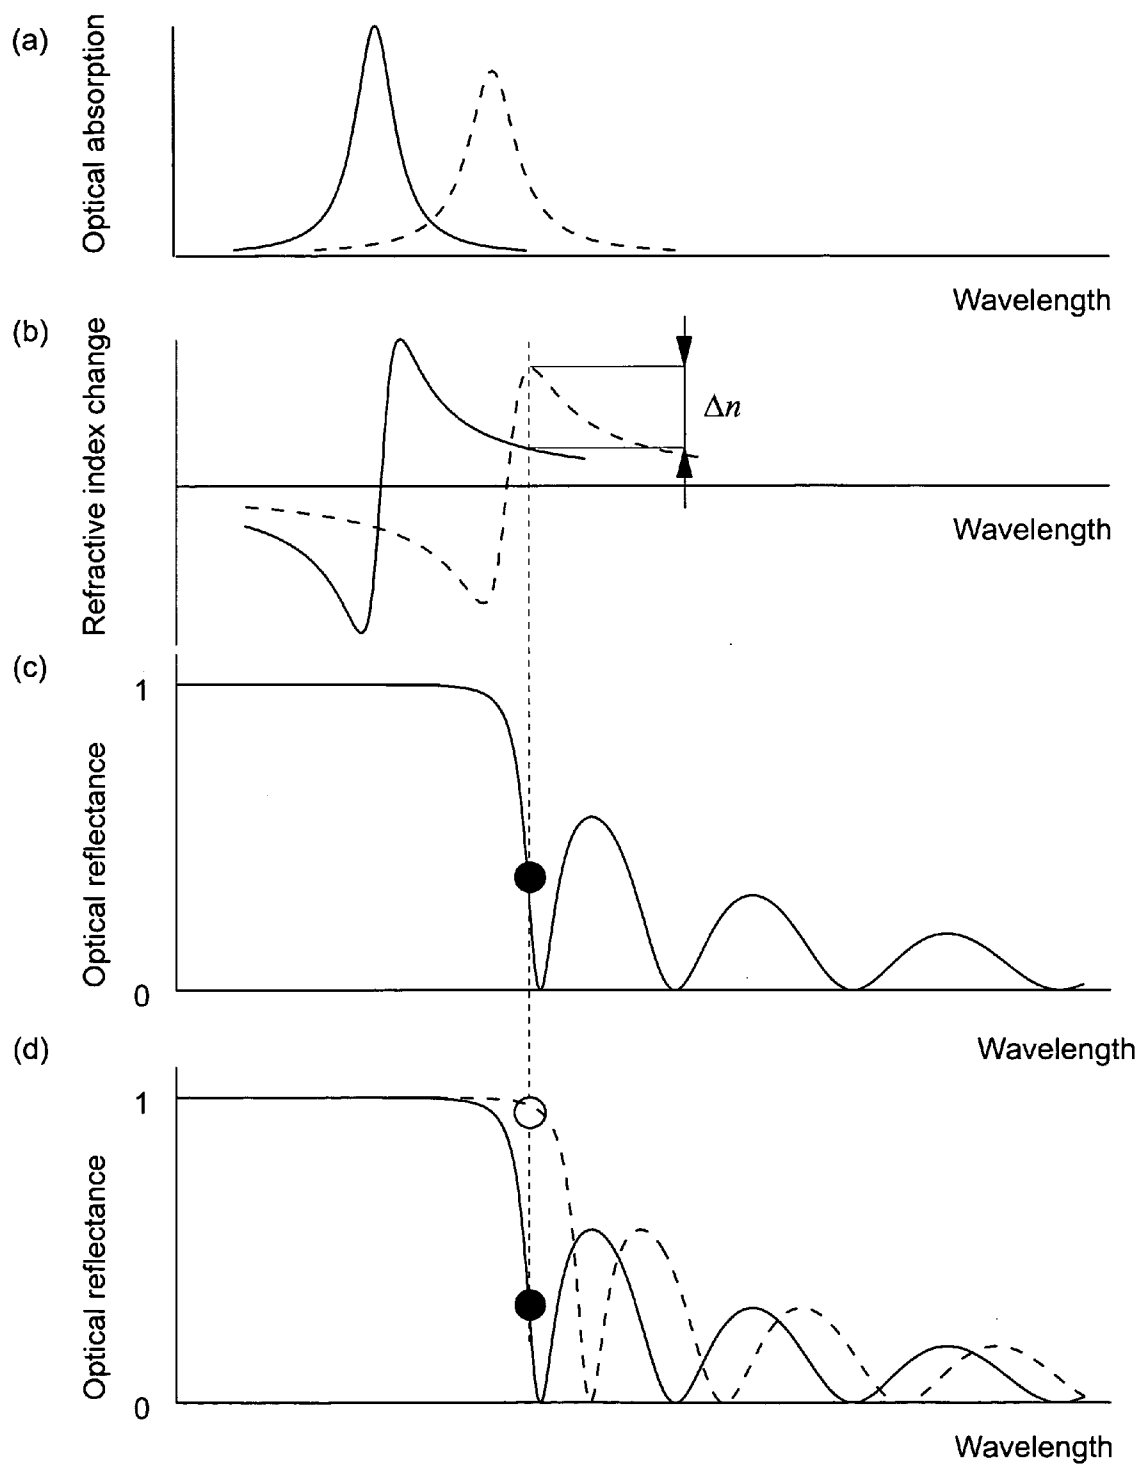 (a)
Optical absorption
Wavelength
(b)
Refractive index change
Δn
Wavelength
(c)
1
Optical reflectance
0
Wavelength
(d)
1
Optical reflectance
0
Wavelength